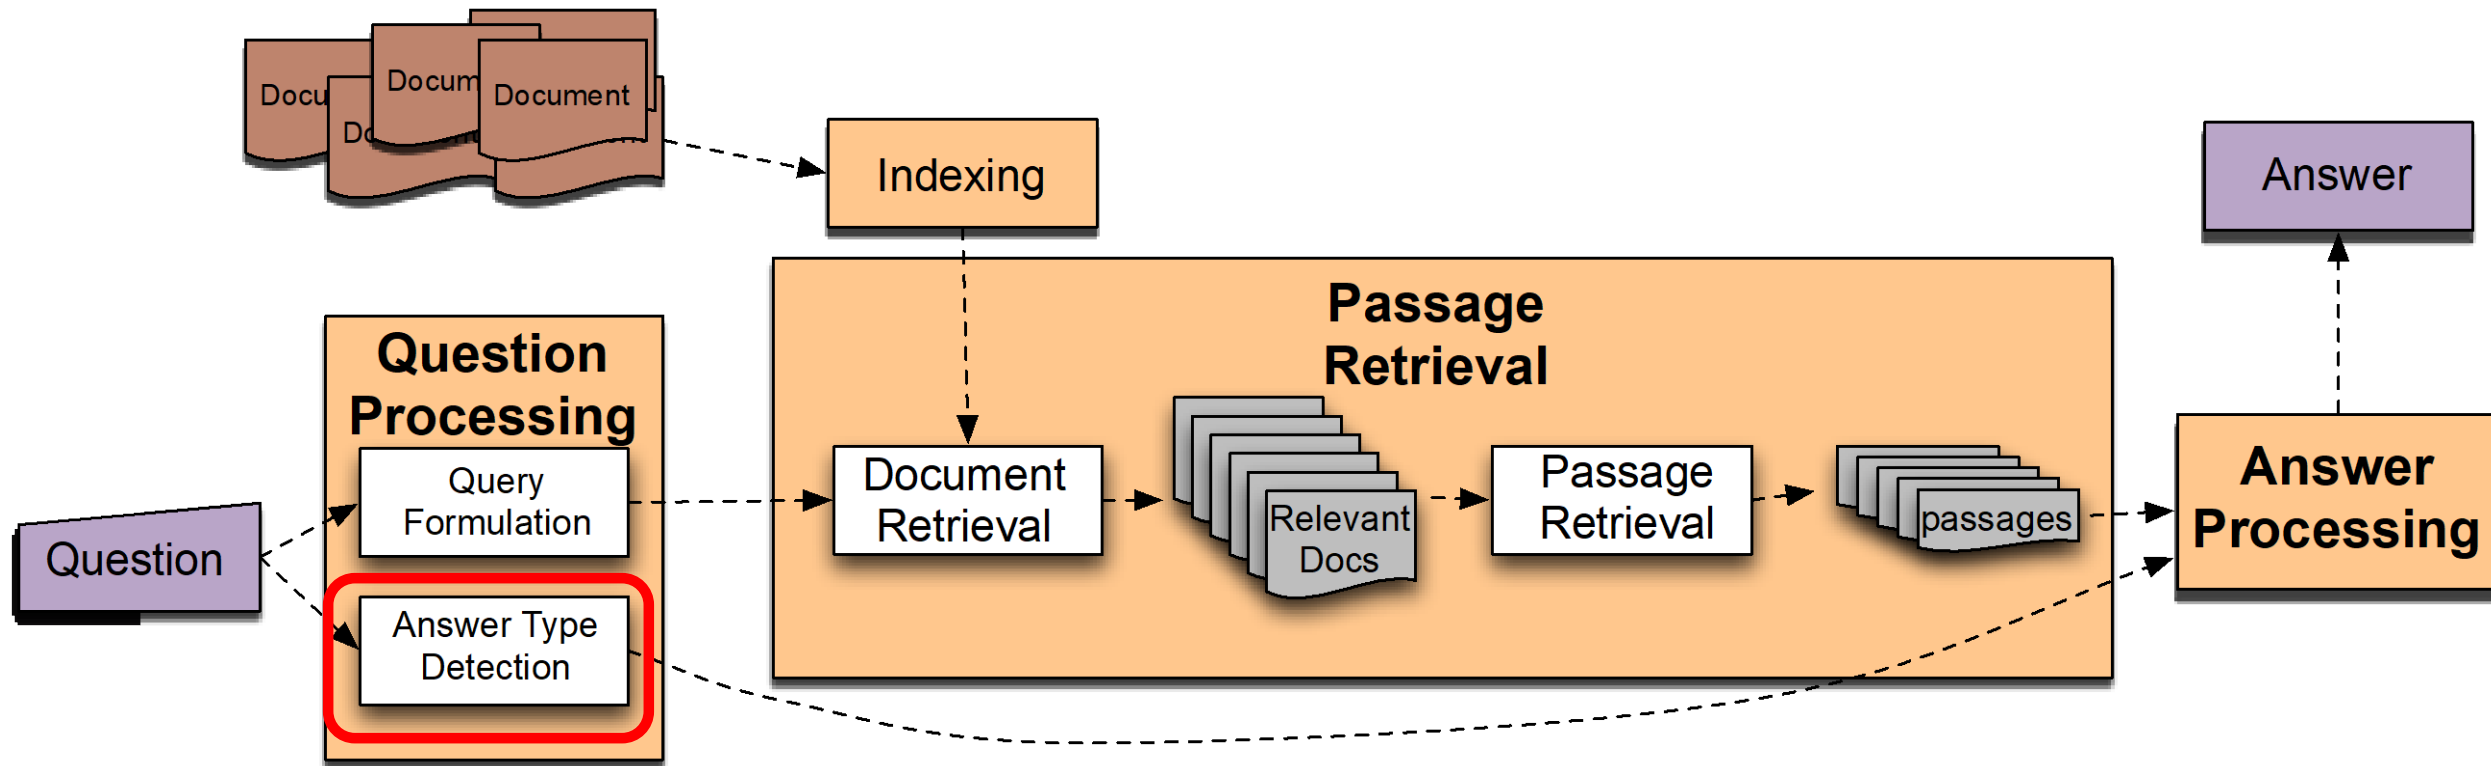 Docu
Docum
Document
Do
Indexing
Answer
Passage
Retrieval
Question
Processing
Query
Formulation
Document
Retrieval
Relevant
Docs
Passage
Retrieval
passages
Answer
Processing
Question
Answer Type
Detection